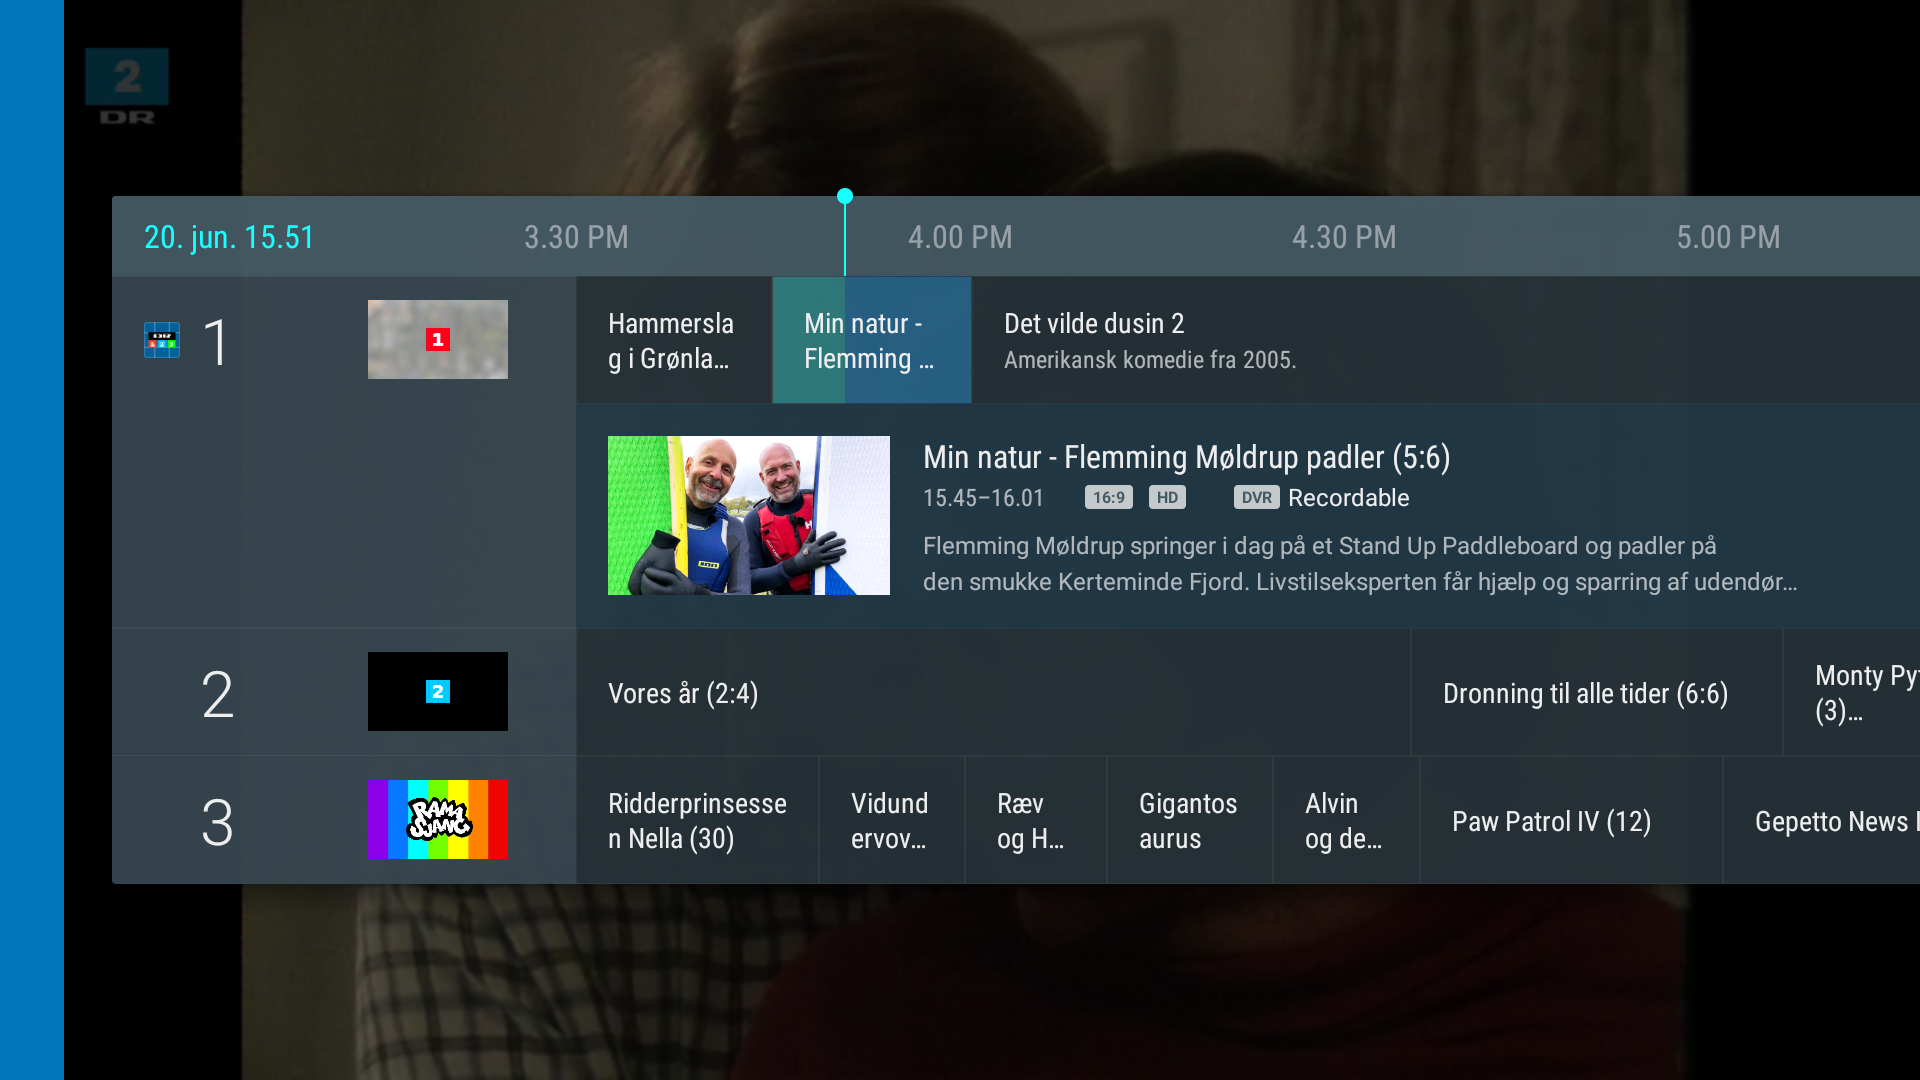 2
DR
20. jun. 15.51
3.30 PM
4.00 PM
4.30 PM
5.00 PM
1
1
Hammersla
g i Grønla...
Min natur -
Flemming ...
Det vilde dusin 2
Amerikansk komedie fra 2005.
Min natur - Flemming Møldrup padler (5:6)
15.45–16.01 16:9 HD DVR Recordable
Flemming Møldrup springer i dag på et Stand Up Paddleboard og padler på
den smukke Kerteminde Fjord. Livstilseksperten får hjælp og sparring af udendør...
2
2
Vores år (2:4)
Dronning til alle tider (6:6)
Monty Py
(3)...
3
RAMA
SJANG
Ridderprinsesse
n Nella (30)
Vidund
ervov...
Ræv
og H...
Gigantos
aurus
Alvin
og de...
Paw Patrol IV (12)
Gepetto News